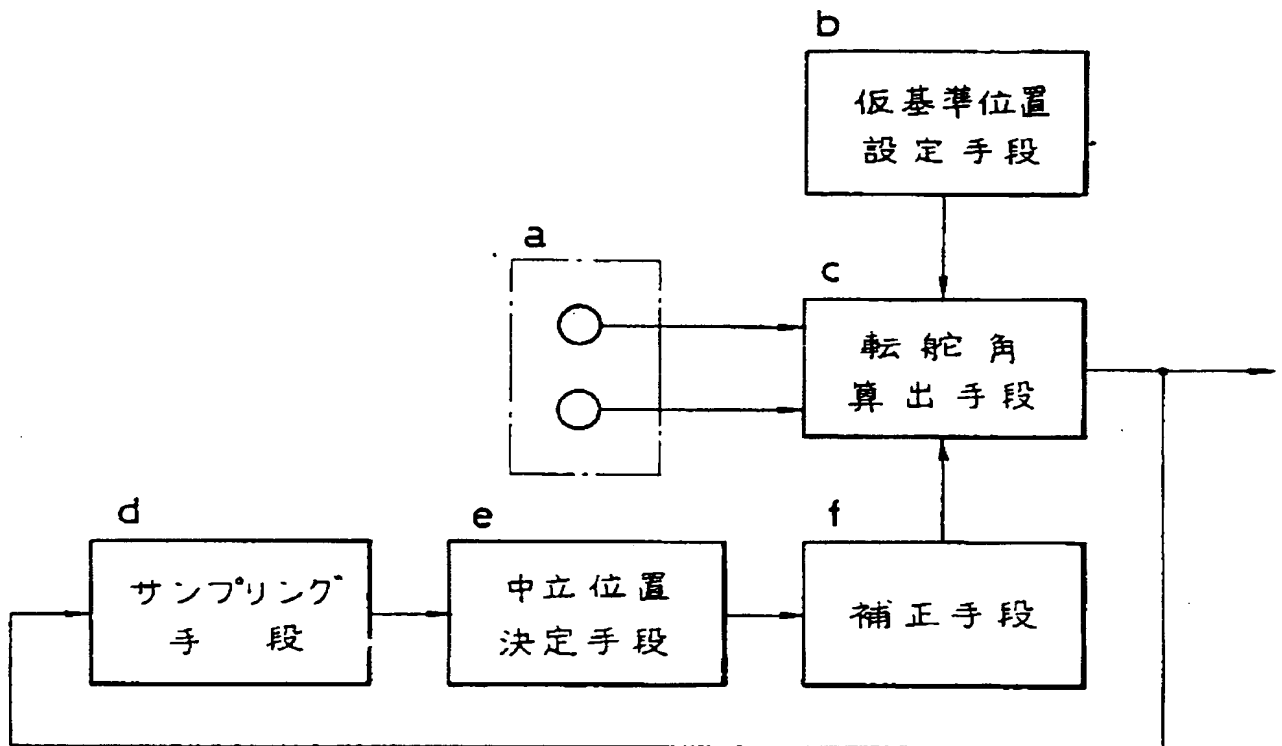 b
仮基準位置
設定手段
a
c
転舵角
算出手段
d
サンプリング
手段
e
中立位置
決定手段
f
補正手段